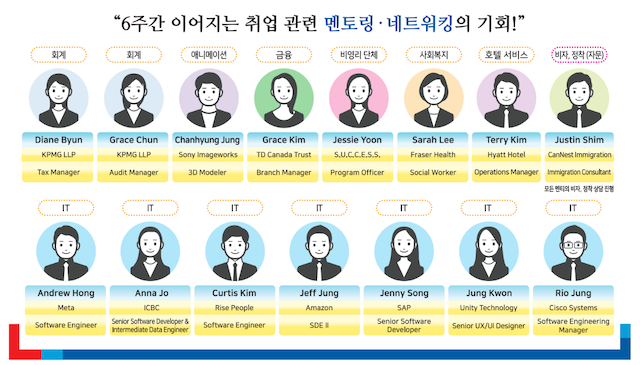 “6주간 이어지는 취업 관련 멘토링·네트워킹의 기회!”
회계 회계 애니메이션 금융 비영리 단체 사회복지 호텔 서비스 비자, 정착 (자문)
Diane Byun Grace Chun Chanhyung Jung Grace Kim Jessie Yoon Sarah Lee Terry Kim Justin Shim
KPMG LLP KPMG LLP Sony Imageworks TD Canada Trust S.U.C.C.E.S.S. Fraser Health Hyatt Hotel CanNest Immigration
Tax Manager Audit Manager 3D Modeler Branch Manager Program Officer Social Worker Operations Manager Immigration Consultant
모든 멘티의 비자, 정착 상담 진행
IT IT IT IT IT IT IT
Andrew Hong Anna Jo Curtis Kim Jeff Jung Jenny Song Jung Kwon Rio Jung
Meta ICBC Rise People Amazon SAP Unity Technology Cisco Systems
Software Engineer Senior Software Developer & Intermediate Data Engineer Software Engineer SDE II Senior Software Developer Senior UX/UI Designer Software Engineering Manager